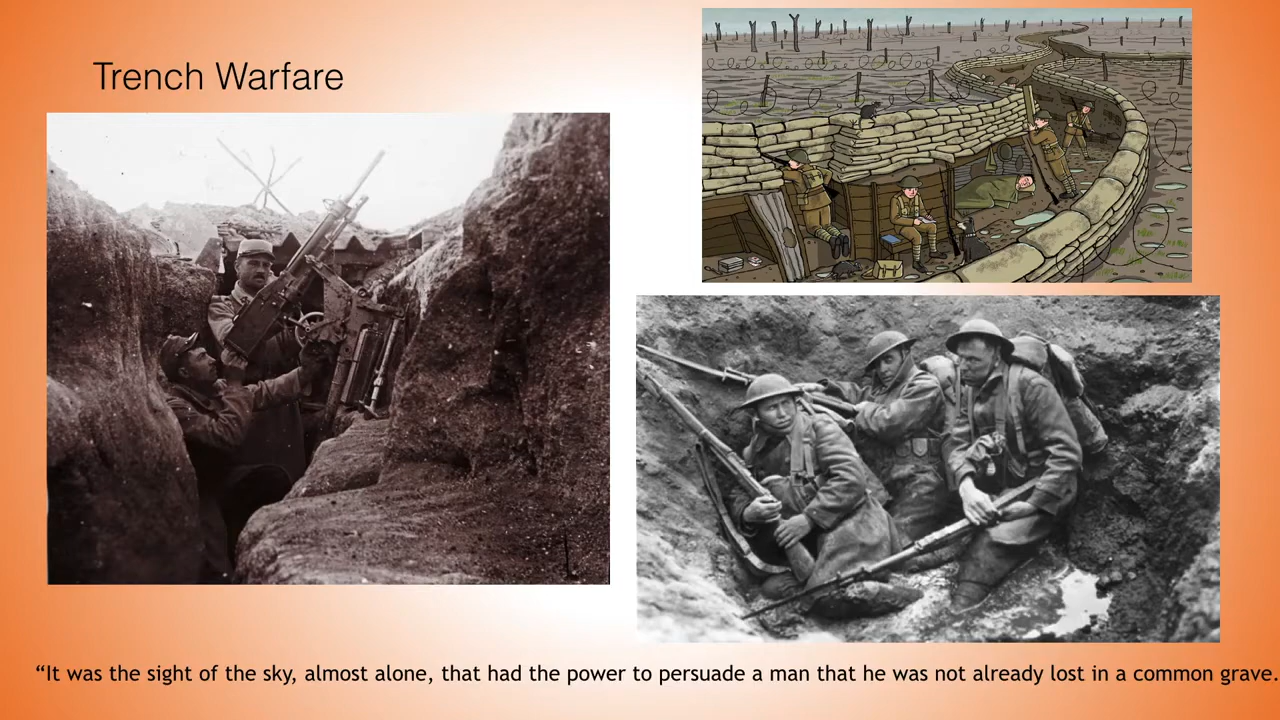 Trench Warfare
“It was the sight of the sky, almost alone, that had the power to persuade a man that he was not already lost in a common grave.